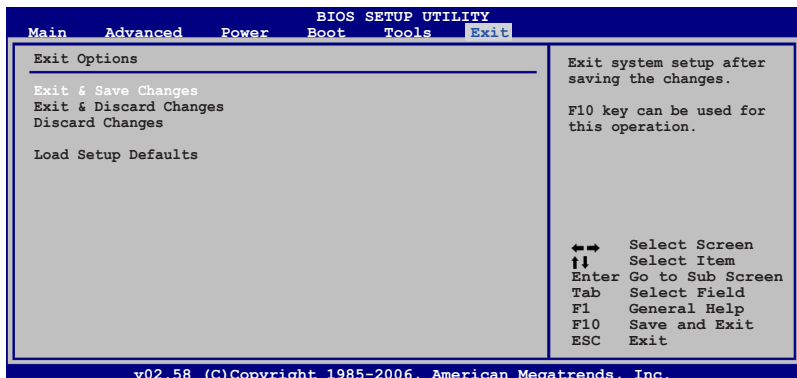 BIOS SETUP UTILITY
Main Advanced Power Boot Tools Exit
Exit Options
Exit & Save Changes
Exit & Discard Changes
Discard Changes
Load Setup Defaults
Exit system setup after
saving the changes.
F10 key can be used for
this operation.
←→ Select Screen
↑↓ Select Item
Enter Go to Sub Screen
Tab Select Field
F1 General Help
F10 Save and Exit
ESC Exit
v02.58 (C)Copyright 1985-2006, American Megatrends, Inc.